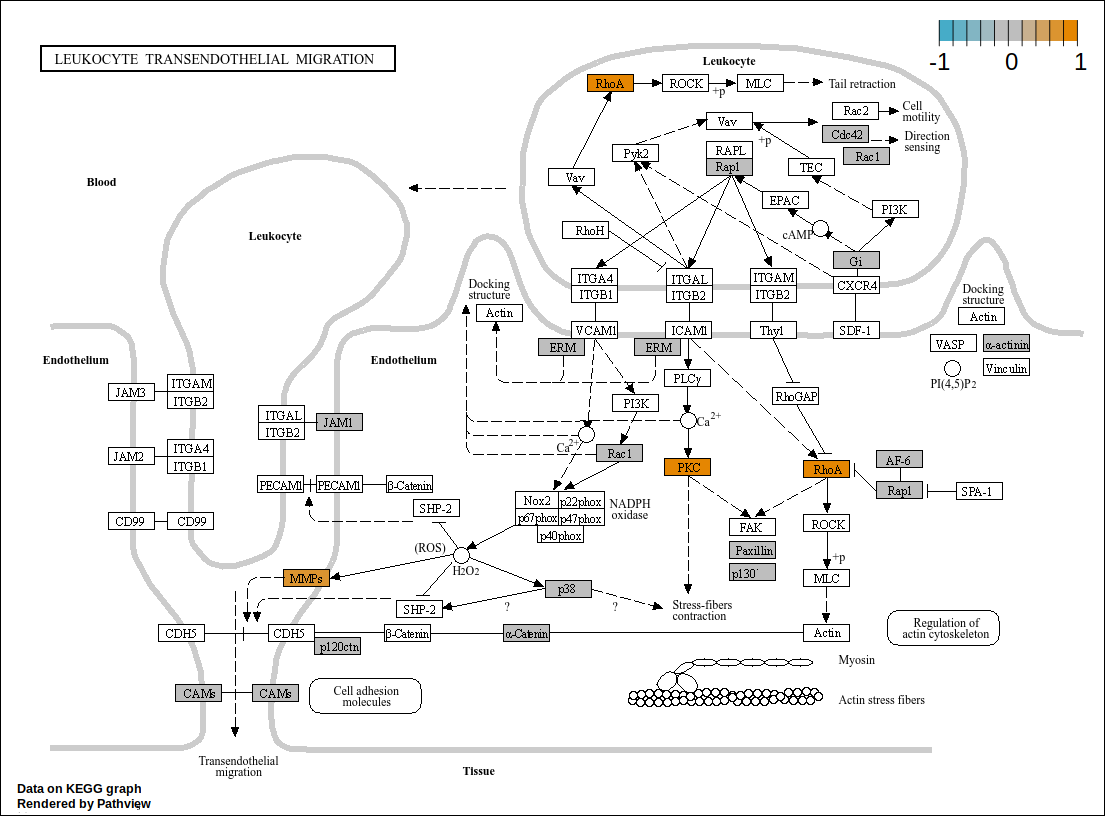 LEUKOCYTE TRANSENDOTHELIAL MIGRATION
-1 0 1
Leukocyte
RhoA ROCK MLC Tail retraction
+p
Rac2 Cell
motility
Vav
Cdc42 Direction
sensing
+p
Rac1
Pyk2 RAPL
Rap1 TEC
Blood
Vav
EPAC PI3K
Leukocyte
RhoH cAMP
Gi
ITGA4 ITGAL ITGAM CXCR4
ITGB1 ITGB2 ITGB2
Docking
structure
Actin
Docking
structure
Actin
VCAM1 ICAM1 Thy1 SDF-1
ERM ERM
VASP α-actinin
PI(4,5)P2 Vinculin
Endothelium
Endothelium
PLCγ
JAM3 ITGAM
ITGB2
PI3K RhoGAP
ITGAL JAM1
ITGB2
Ca2+
Ca2+
JAM2 ITGA4
ITGB1
Rac1
PKC RhoA AF-6
Rap1 SPA-1
PECAM1 PECAM1 β-Catenin
Nox2 p22phox
p67phox p47phox
p40phox
NADPH
oxidase
SHP-2
CD99 CD99
FAK ROCK
(ROS)
H2O2
Paxillin
p130
+p
MMPs
MLC
p38
SHP-2 ? ? Stress-fibers
contraction
CDH5 CDH5 β-Catenin α-Catenin Actin
p120ctn
Regulation of
actin cytoskeleton
Myosin
CAMs CAMs
Cell adhesion
molecules
Actin stress fibers
Transendothelial
migration
Tissue
Data on KEGG graph
Rendered by Pathview